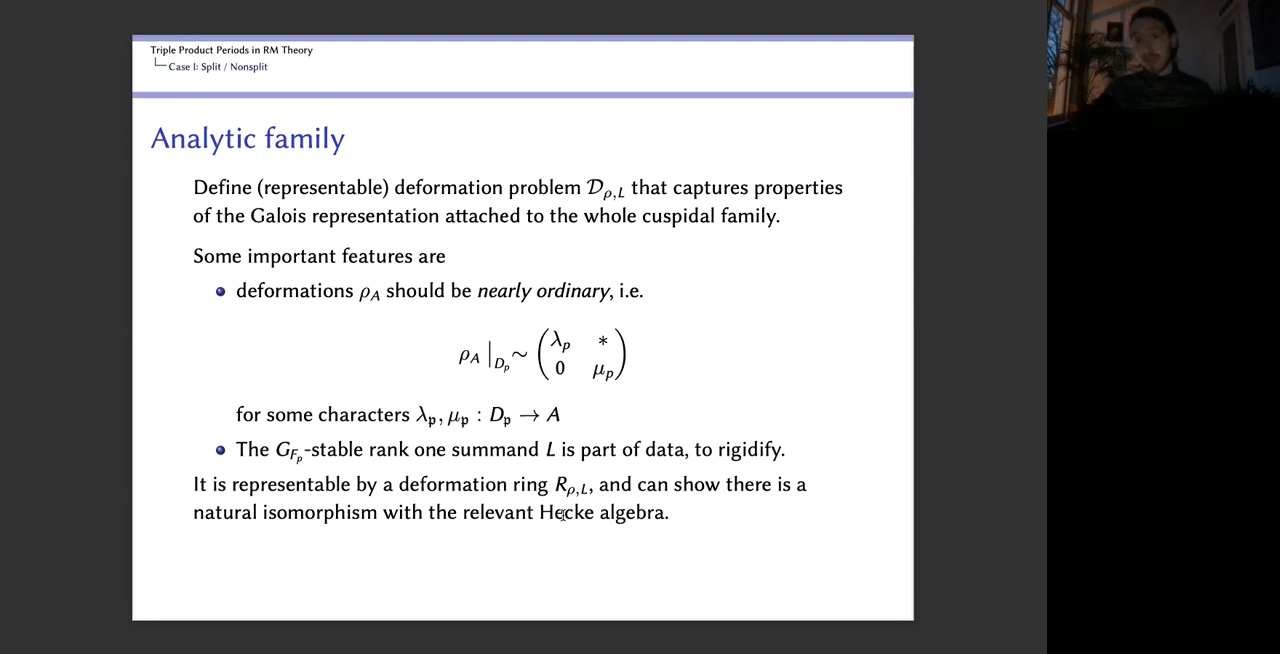 Triple Product Periods in RM Theory
Case I: Split / Nonsplit
Analytic family
Define (representable) deformation problem 𝒟_{ρ,L} that captures properties
of the Galois representation attached to the whole cuspidal family.
Some important features are
deformations ρ_A should be nearly ordinary, i.e.
ρ_A |_{D_p} ∼ ( λ_p * 
0 μ_p )
for some characters λ_𝔭, μ_𝔭 : D_𝔭 → A
The G_{F_p}-stable rank one summand L is part of data, to rigidify.
It is representable by a deformation ring R_{ρ,L}, and can show there is a
natural isomorphism with the relevant Hecke algebra.